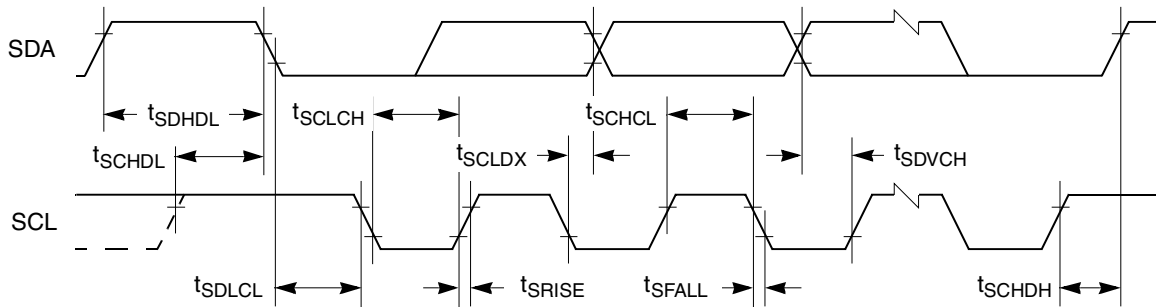 SDA
tSDHDL
tSCLCH
tSCHCL
tSCHDL
tSCLDX
tSDVCH
SCL
tSDLCL
tSRISE
tSFALL
tSCHDH